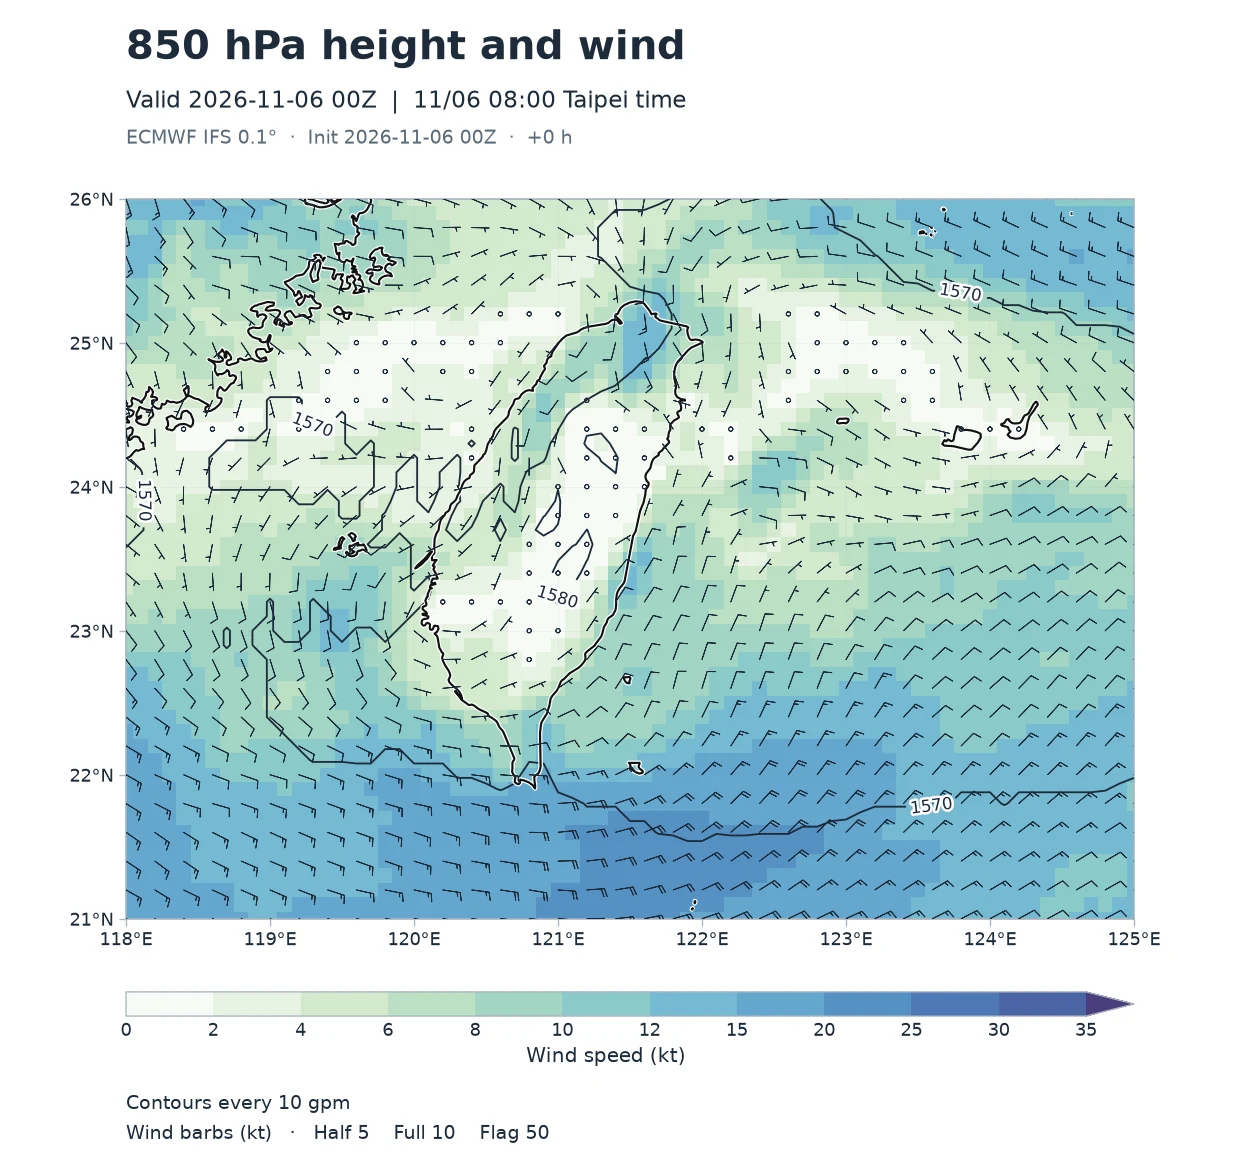 850 hPa height and wind
Valid 2026-11-06 00Z | 11/06 08:00 Taipei time
ECMWF IFS 0.1° · Init 2026-11-06 00Z · +0 h
26°N
1570
25°N
1570
1570
24°N
1580
23°N
22°N
1570
21°N
118°E 119°E 120°E 121°E 122°E 123°E 124°E 125°E
0 2 4 6 8 10 12 15 20 25 30 35
Wind speed (kt)
Contours every 10 gpm
Wind barbs (kt) · Half 5 Full 10 Flag 50